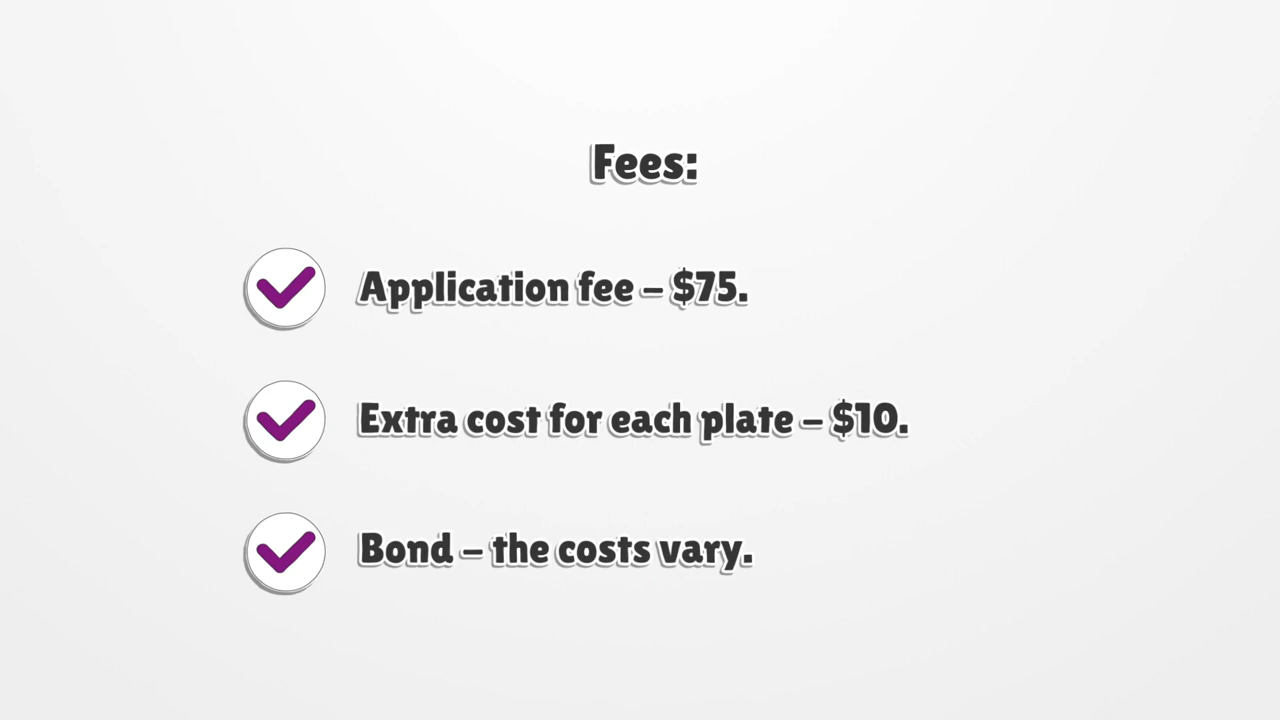 Fees:
Application fee – $75.
Extra cost for each plate – $10.
Bond – the costs vary.